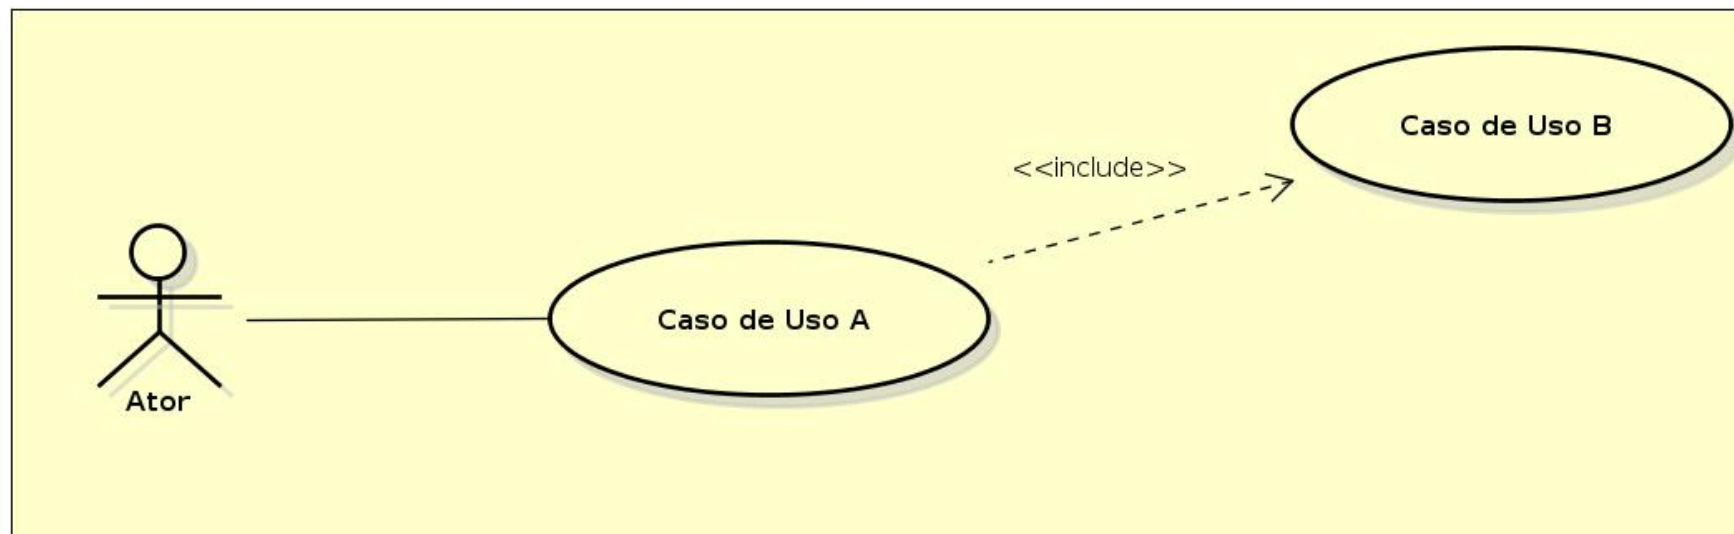 Caso de Uso B
<<include>>
Caso de Uso A
Ator